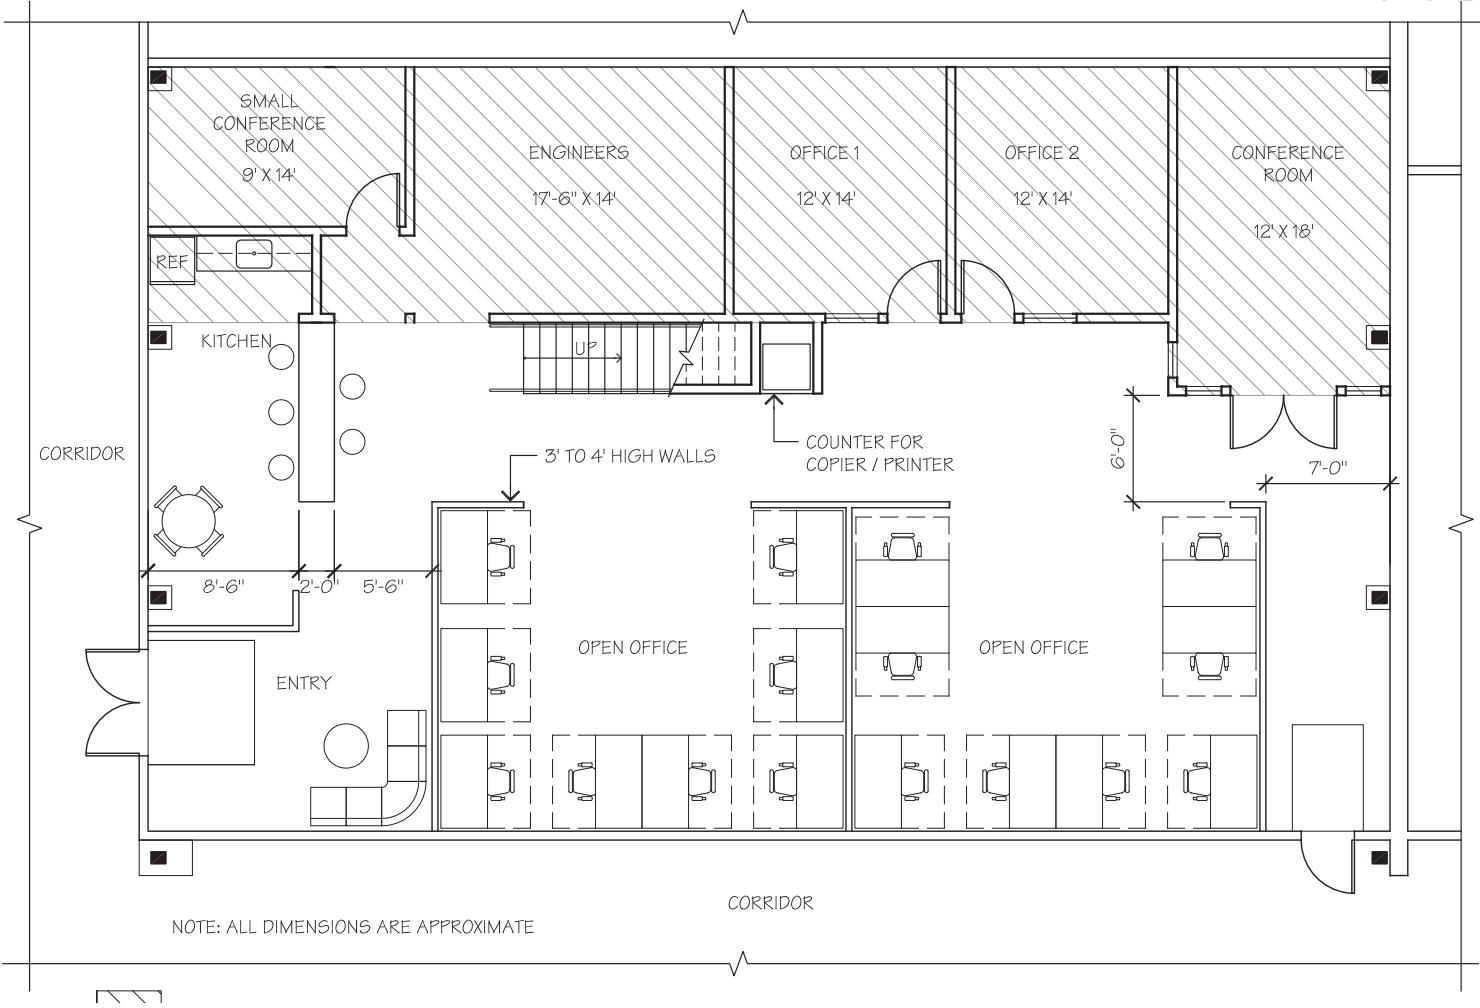 SMALL
CONFERENCE
ROOM
9' X 14'
ENGINEERS
17'-6" X 14'
OFFICE 1
12' X 14'
OFFICE 2
12' X 14'
CONFERENCE
ROOM
12' X 18'
REF
KITCHEN
UP
CORRIDOR
3' TO 4' HIGH WALLS
COUNTER FOR
COPIER / PRINTER
6'-0"
7'-0"
8'-6"
2'-0"
5'-6"
OPEN OFFICE
OPEN OFFICE
ENTRY
CORRIDOR
NOTE: ALL DIMENSIONS ARE APPROXIMATE